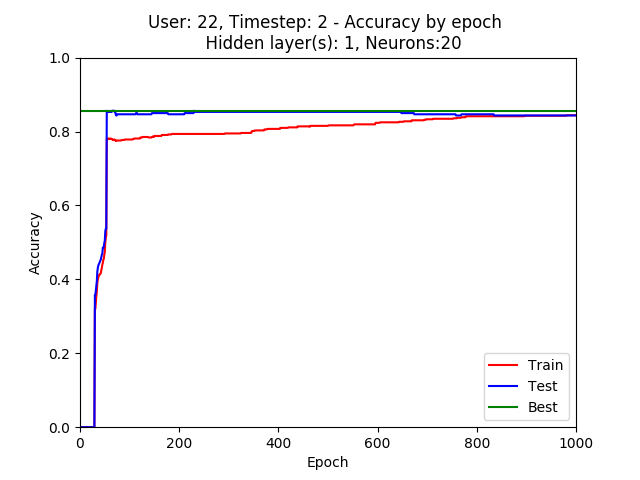 User: 22, Timestep: 2 - Accuracy by epoch
Hidden layer(s): 1, Neurons:20
1.0
0.8
0.6
0.4
0.2
0.0
Accuracy
0 200 400 600 800 1000
Epoch
Train
Test
Best